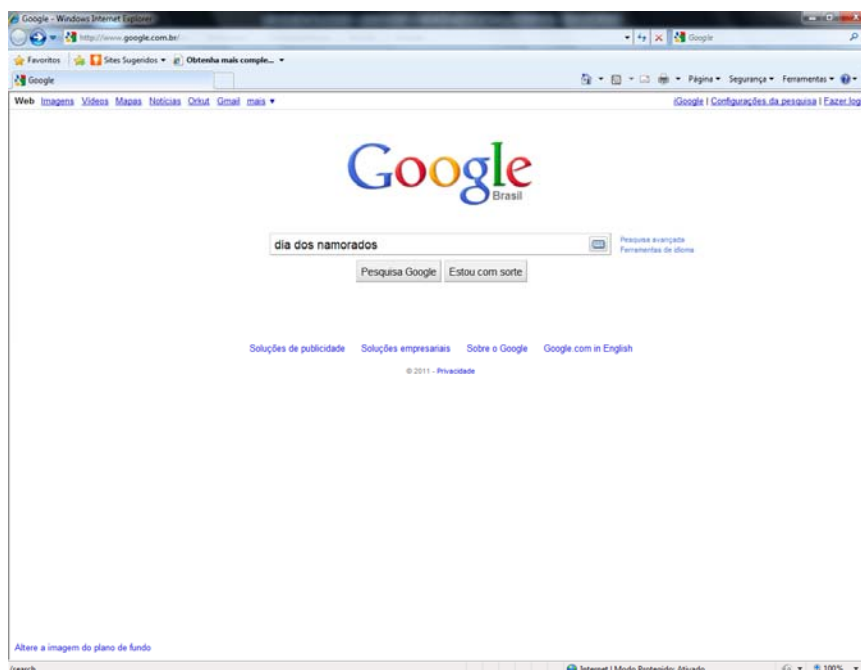 Google - Windows Internet Explorer
http://www.google.com.br/
Google
Favoritos Sites Sugeridos Obtenha mais comple...
Google
Página Segurança Ferramentas
Web Imagens Vídeos Mapas Notícias Orkut Gmail mais
iGoogle | Configurações da pesquisa | Fazer log
Google
Brasil
dia dos namorados
Pesquisa avançada
Ferramentas de idioma
Pesquisa Google
Estou com sorte
Soluções de publicidade Soluções empresariais Sobre o Google Google.com in English
© 2011 - Privacidade
Altere a imagem do plano de fundo
/search
Internet | Modo Protegido: Ativado
100%